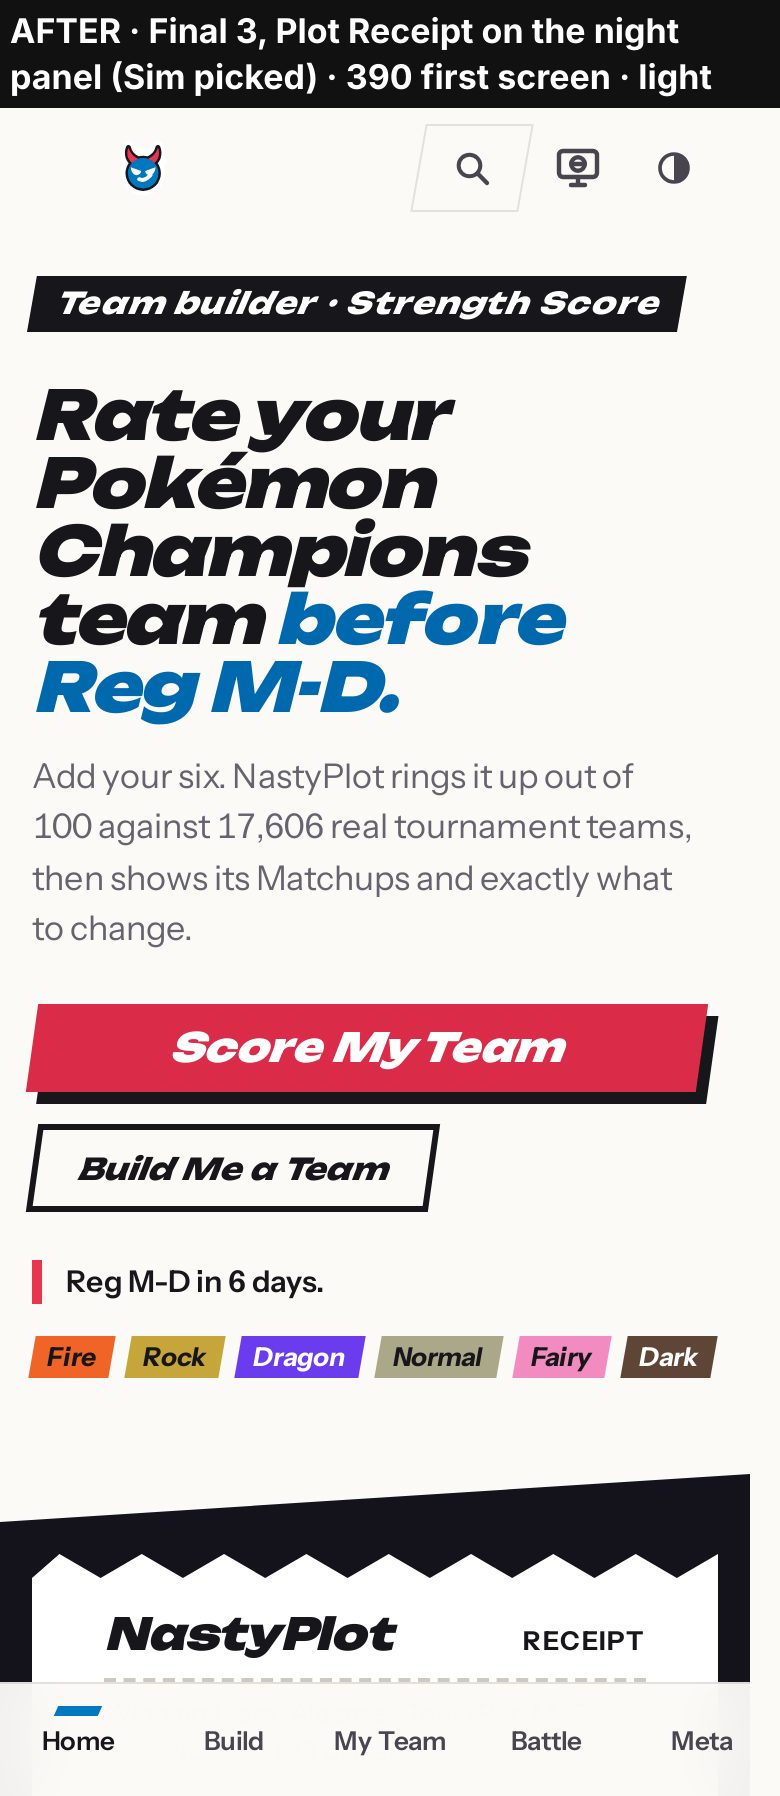 AFTER · Final 3, Plot Receipt on the night
panel (Sim picked) · 390 first screen · light
Team builder · Strength Score
Rate your
Pokémon
Champions
team before
Reg M-D.
Add your six. NastyPlot rings it up out of
100 against 17,606 real tournament teams,
then shows its Matchups and exactly what
to change.
Score My Team
Build Me a Team
Reg M-D in 6 days.
Fire Rock Dragon Normal Fairy Dark
NastyPlot RECEIPT
Home Build My Team Battle Meta